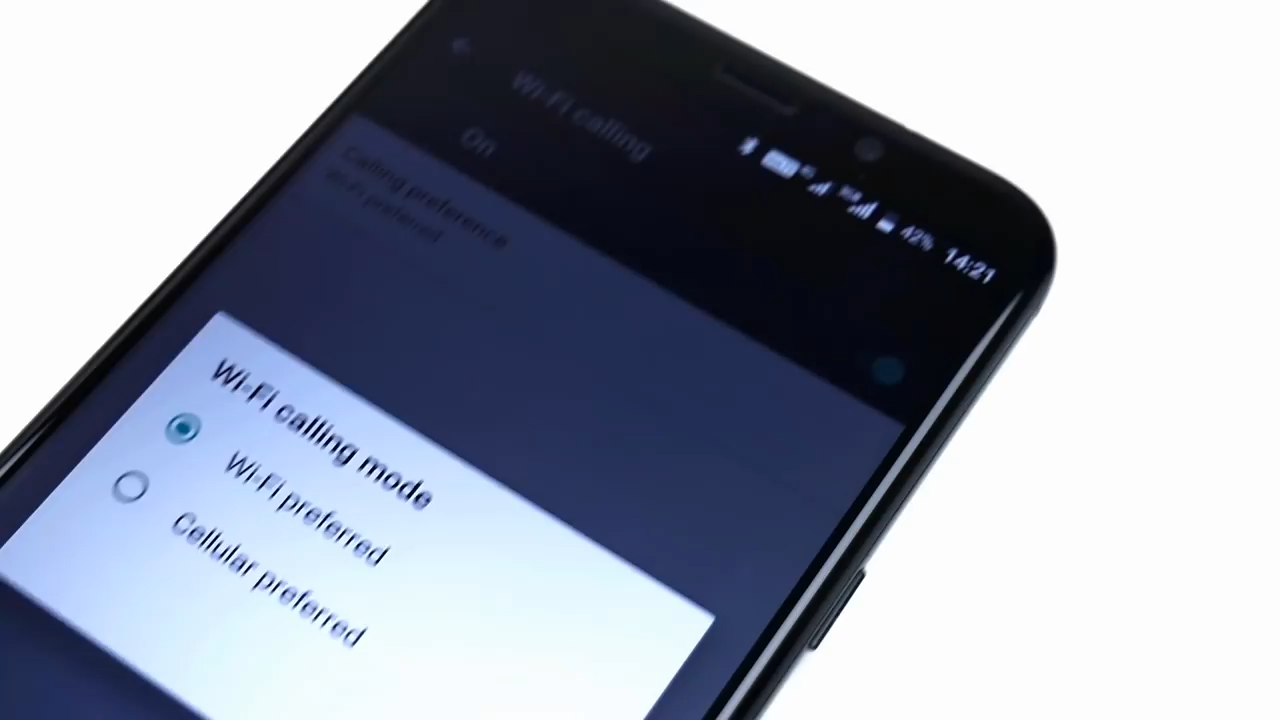 42% 14:21
Wi-Fi calling
On
Calling preference
Wi-Fi preferred
Wi-Fi calling mode
Wi-Fi preferred
Cellular preferred